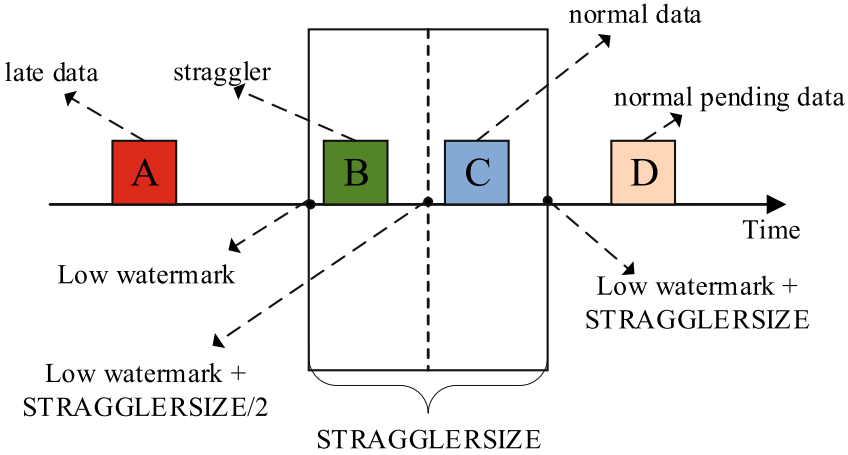 normal data
late data
straggler
normal pending data
A
B
C
D
Time
Low watermark
Low watermark +
STRAGGLERSIZE
Low watermark +
STRAGGLERSIZE/2
STRAGGLERSIZE